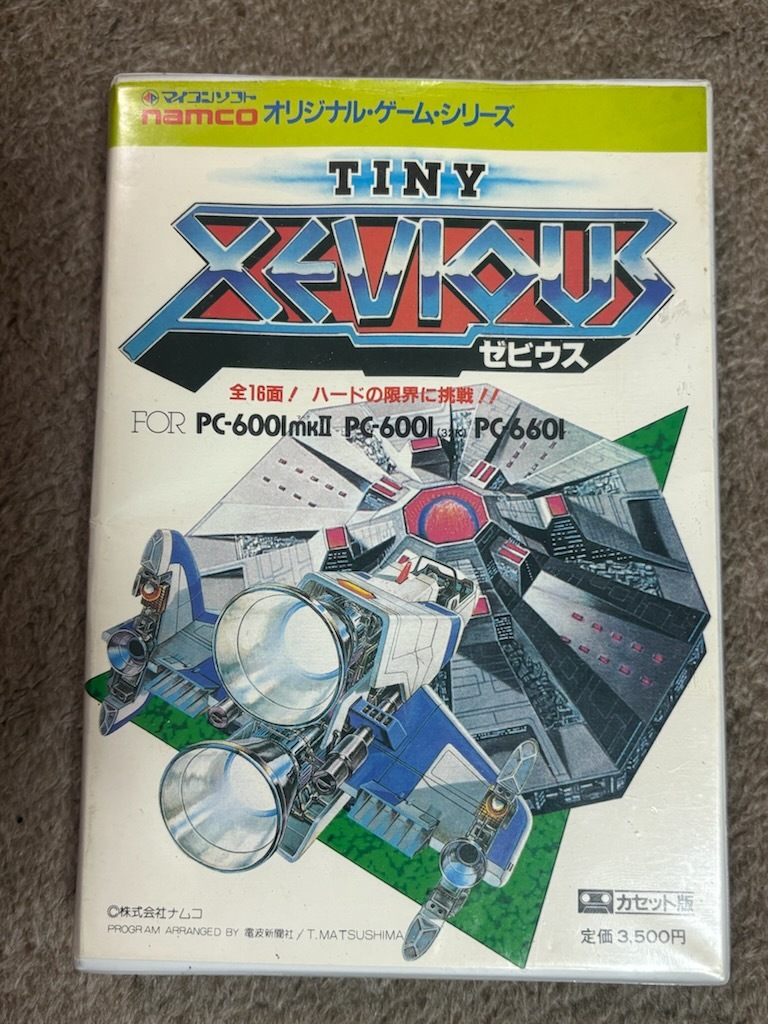 マイコンソフト
namco オリジナル・ゲーム・シリーズ
TINY
XEVIOUS
ゼビウス
全16面! ハードの限界に挑戦!!
FOR PC-6001mkII PC-6001(32K) PC-6601
©株式会社ナムコ
PROGRAM ARRANGED BY 電波新聞社/T.MATSUSHIMA
カセット版
定価3,500円